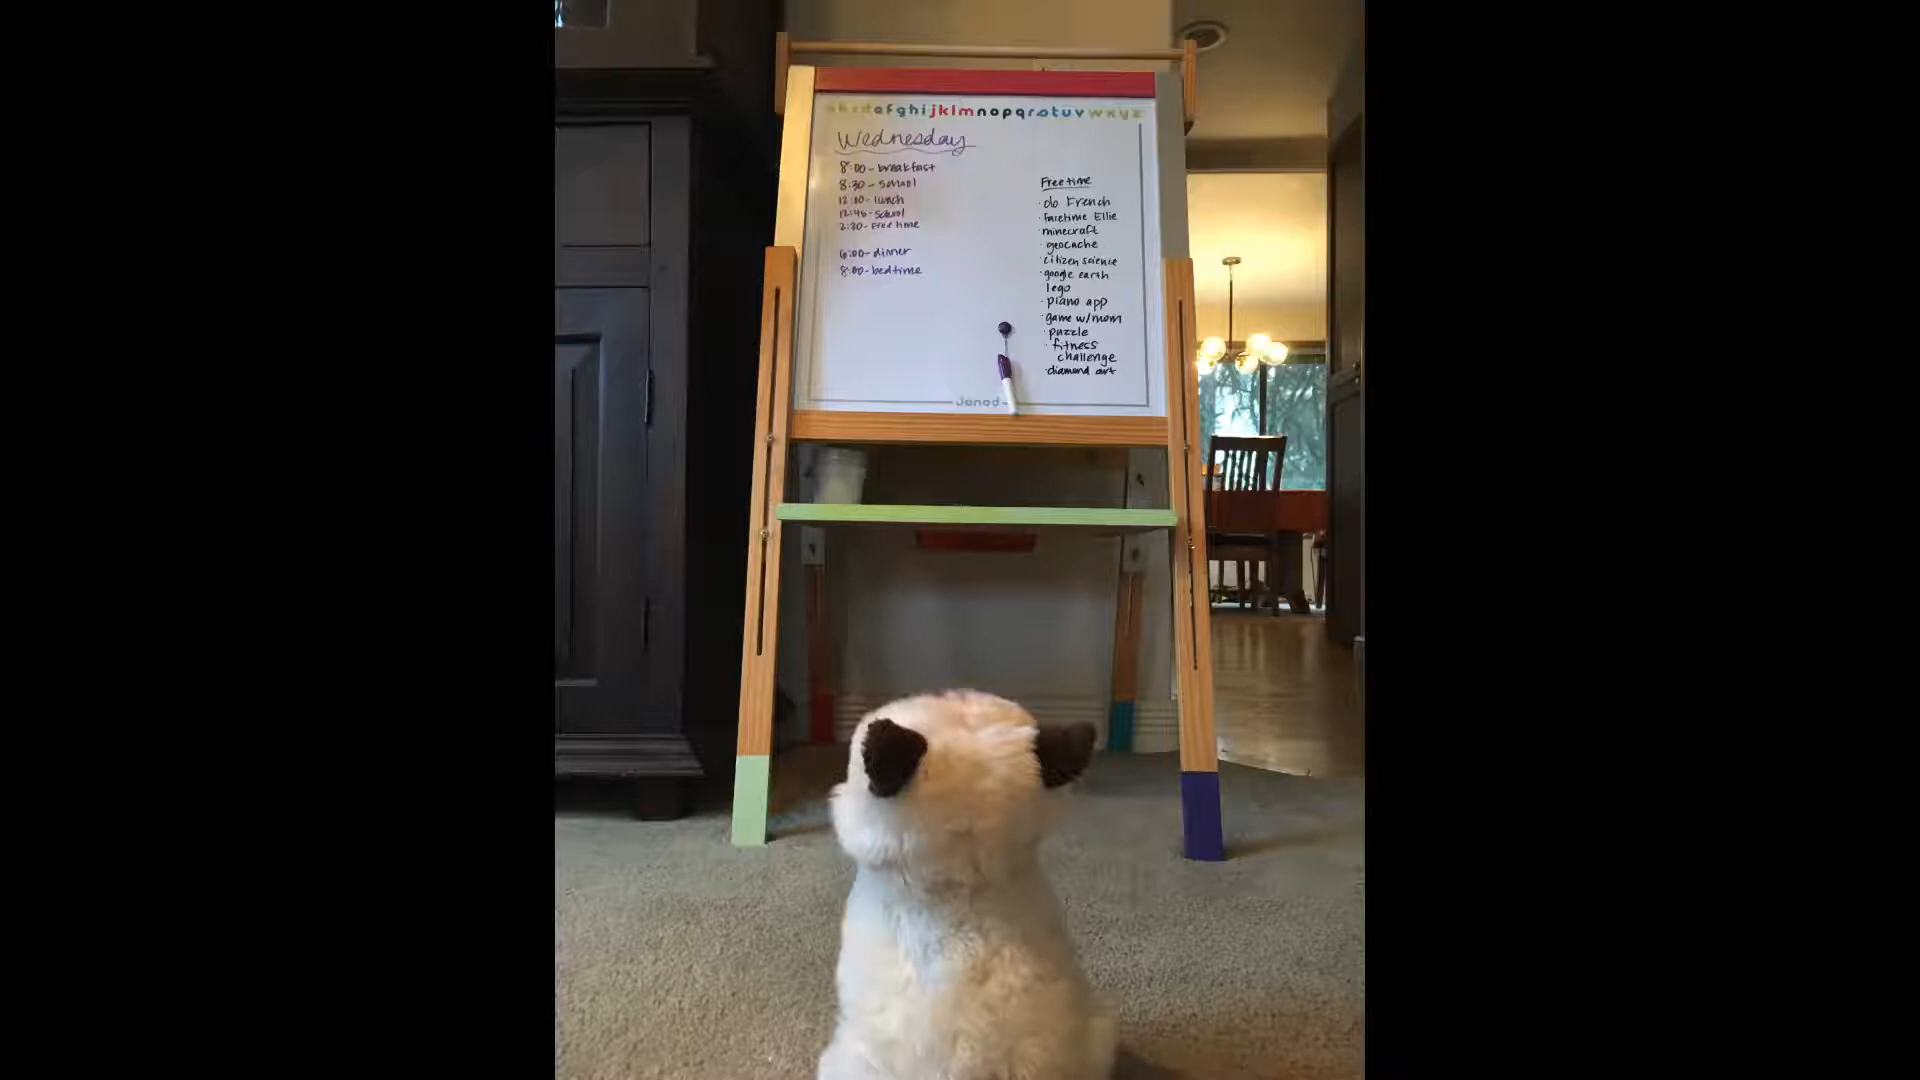 abcdefghijklmnopqrstuvwxyz
Wednesday
8:00 - breakfast
8:30 - school
12:00 - lunch
12:45 - school
2:30 - Free time
6:00 - dinner
8:00 - bedtime
Free time
· do French
· facetime Ellie
· minecraft
· geocache
· citizen science
· google earth
lego
· piano app
· game w/mom
· puzzle
· fitness
challenge
· diamond art
Janod